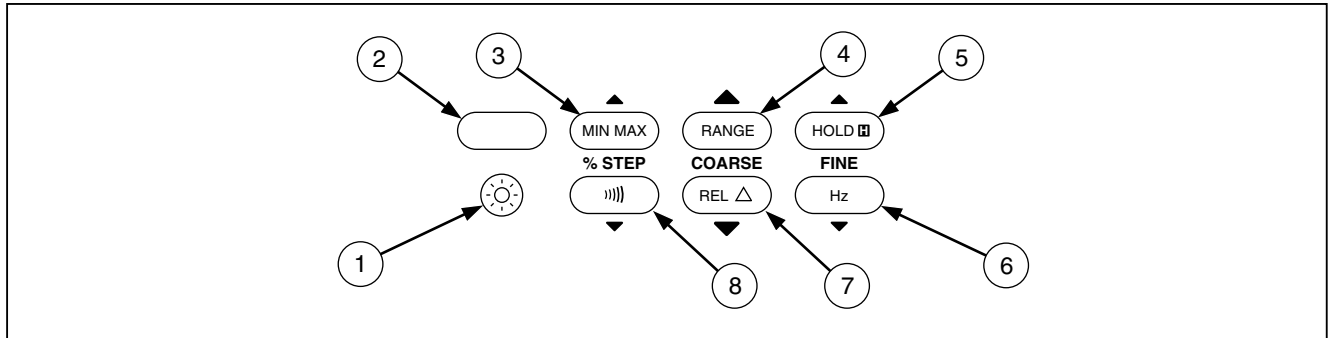 2 3 4 5
MIN MAX RANGE HOLD H
% STEP COARSE FINE
REL △ Hz
1 8 7 6